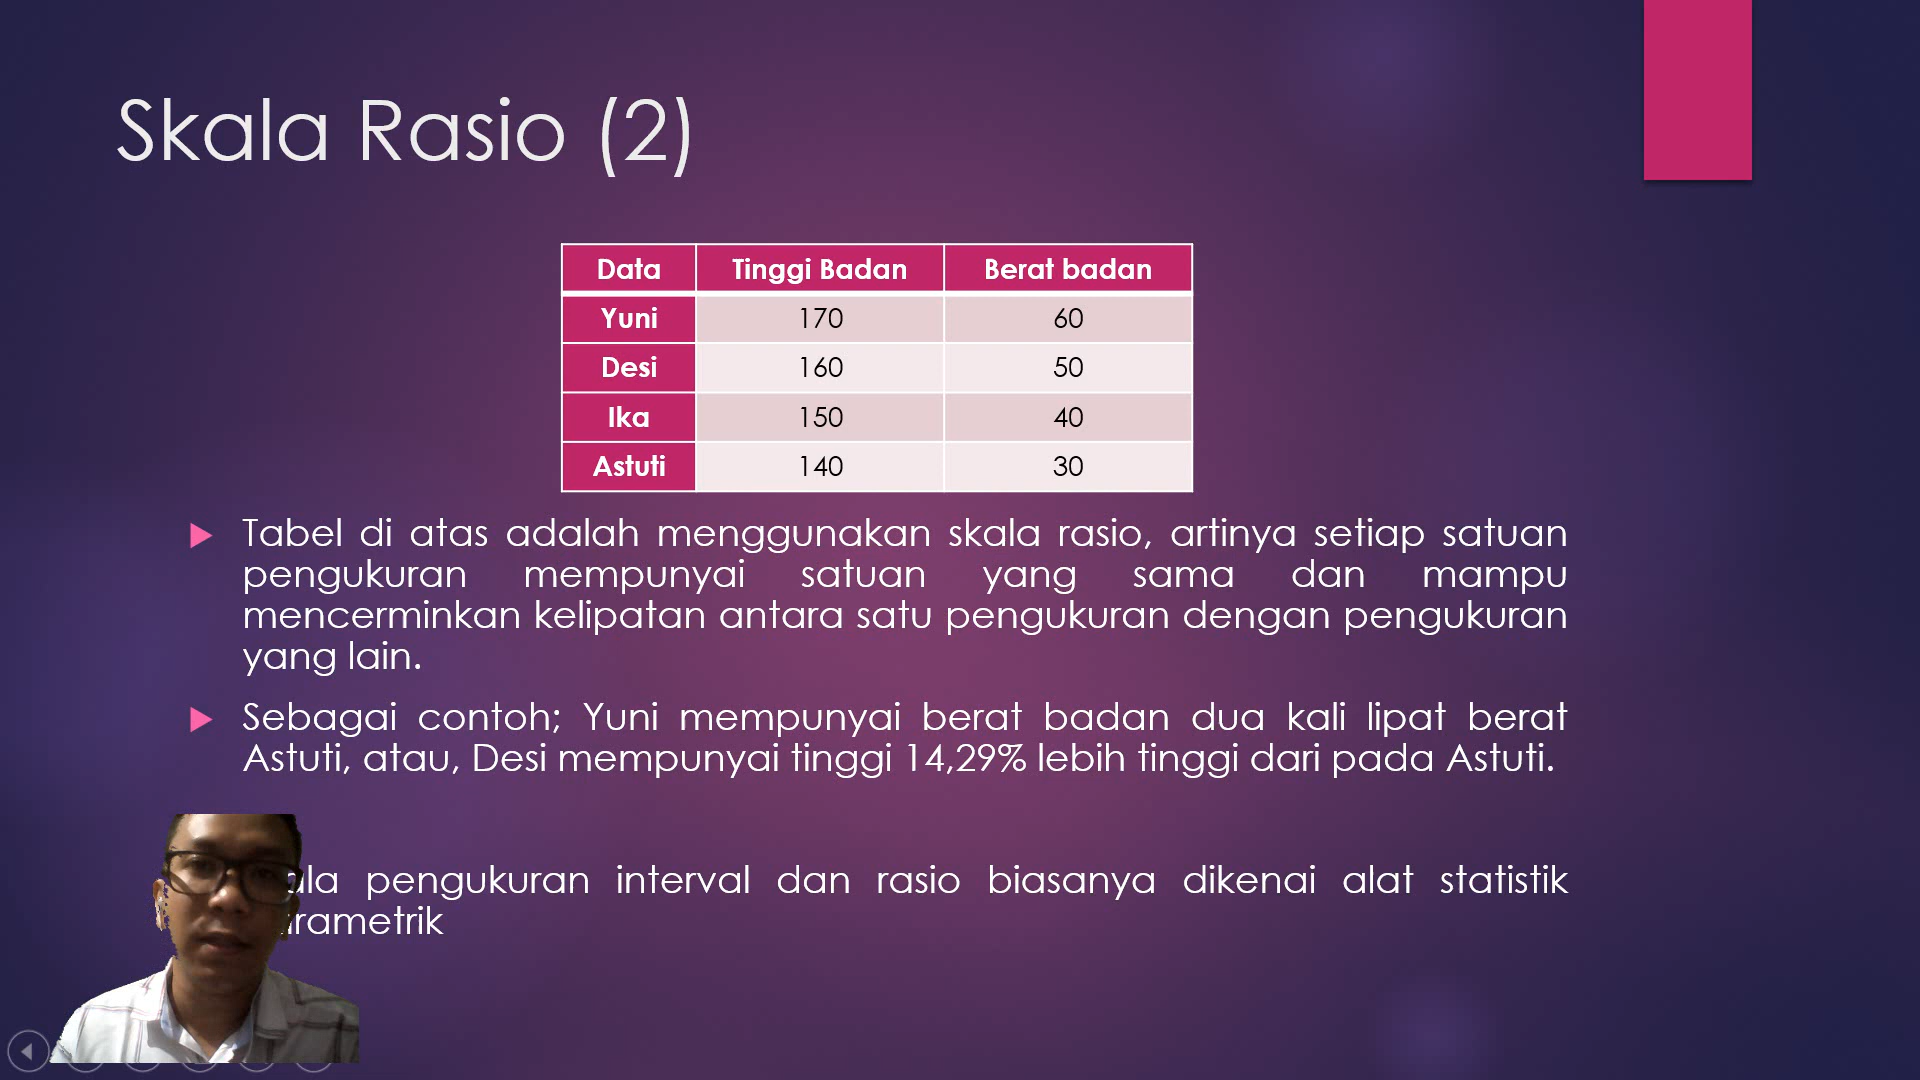 Skala Rasio (2)
Data Tinggi Badan Berat badan
Yuni 170 60
Desi 160 50
Ika 150 40
Astuti 140 30
Tabel di atas adalah menggunakan skala rasio, artinya setiap satuan
pengukuran mempunyai satuan yang sama dan mampu
mencerminkan kelipatan antara satu pengukuran dengan pengukuran
yang lain.
Sebagai contoh; Yuni mempunyai berat badan dua kali lipat berat
Astuti, atau, Desi mempunyai tinggi 14,29% lebih tinggi dari pada Astuti.
pengukuran interval dan rasio biasanya dikenai alat statistik